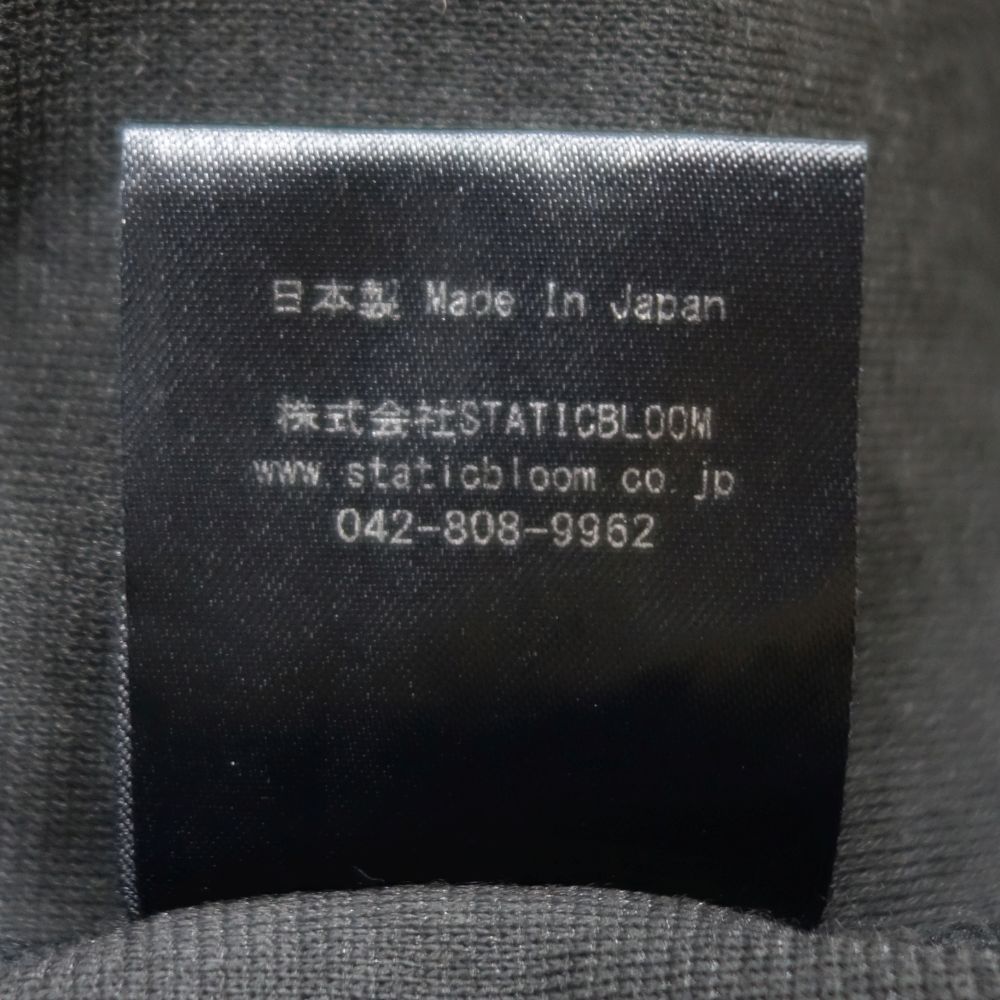 日本製 Made In Japan
株式会社STATICBLOOM
www.staticbloom.co.jp
042-808-9962